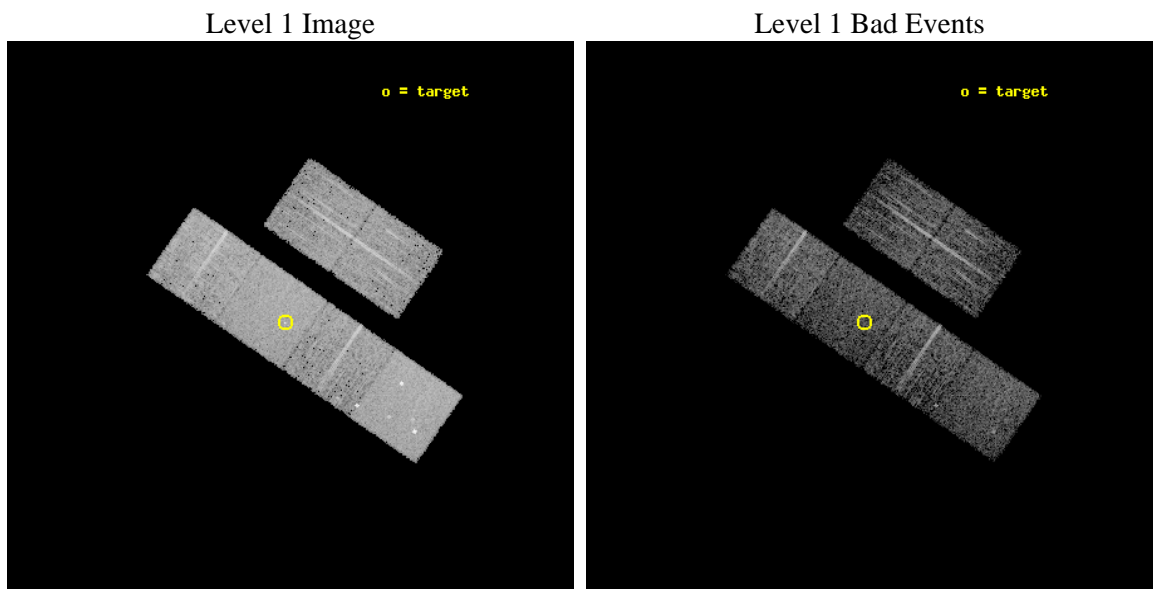 Level 1 Image
Level 1 Bad Events
o = target
o = target